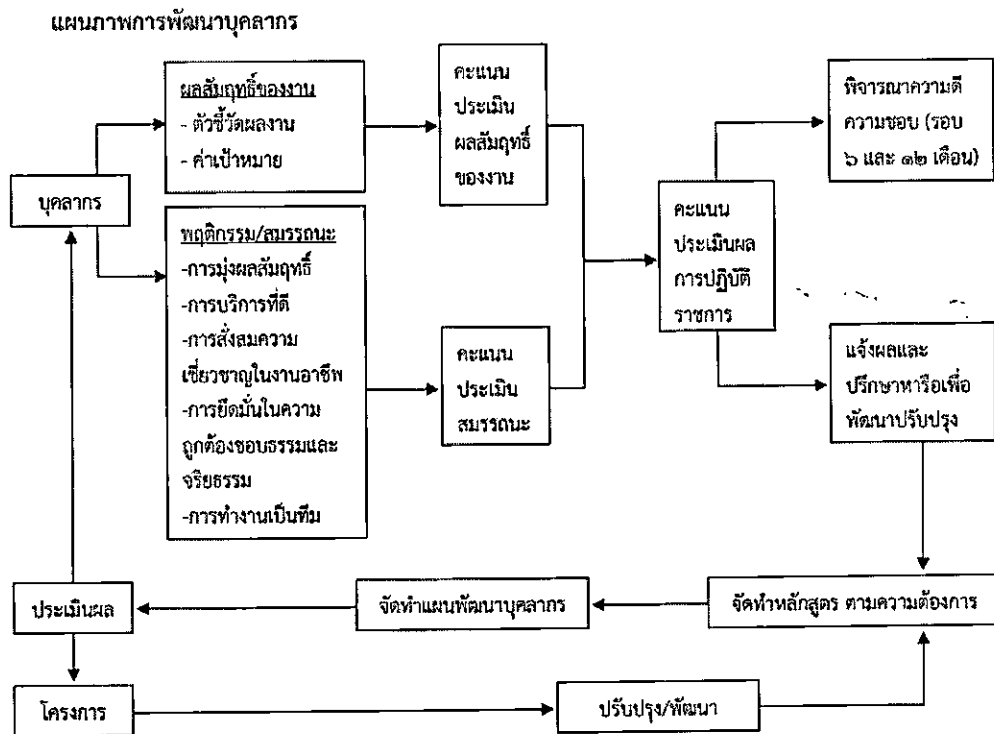 แผนภาพการพัฒนาบุคลากร
บุคลากร
ผลสัมฤทธิ์ของงาน
- ตัวชี้วัดผลงาน
- ค่าเป้าหมาย
พฤติกรรม/สมรรถนะ
-การมุ่งผลสัมฤทธิ์
-การบริการที่ดี
-การสั่งสมความ
เชี่ยวชาญในงานอาชีพ
-การยึดมั่นในความ
ถูกต้องชอบธรรมและ
จริยธรรม
-การทำงานเป็นทีม
คะแนน
ประเมิน
ผลสัมฤทธิ์
ของงาน
คะแนน
ประเมิน
สมรรถนะ
คะแนน
ประเมินผล
การปฏิบัติ
ราชการ
พิจารณาความดี
ความชอบ (รอบ
๖ และ ๑๒ เดือน)
แจ้งผลและ
ปรึกษาหารือเพื่อ
พัฒนาปรับปรุง
จัดทำหลักสูตร ตามความต้องการ
จัดทำแผนพัฒนาบุคลากร
ประเมินผล
โครงการ
ปรับปรุง/พัฒนา